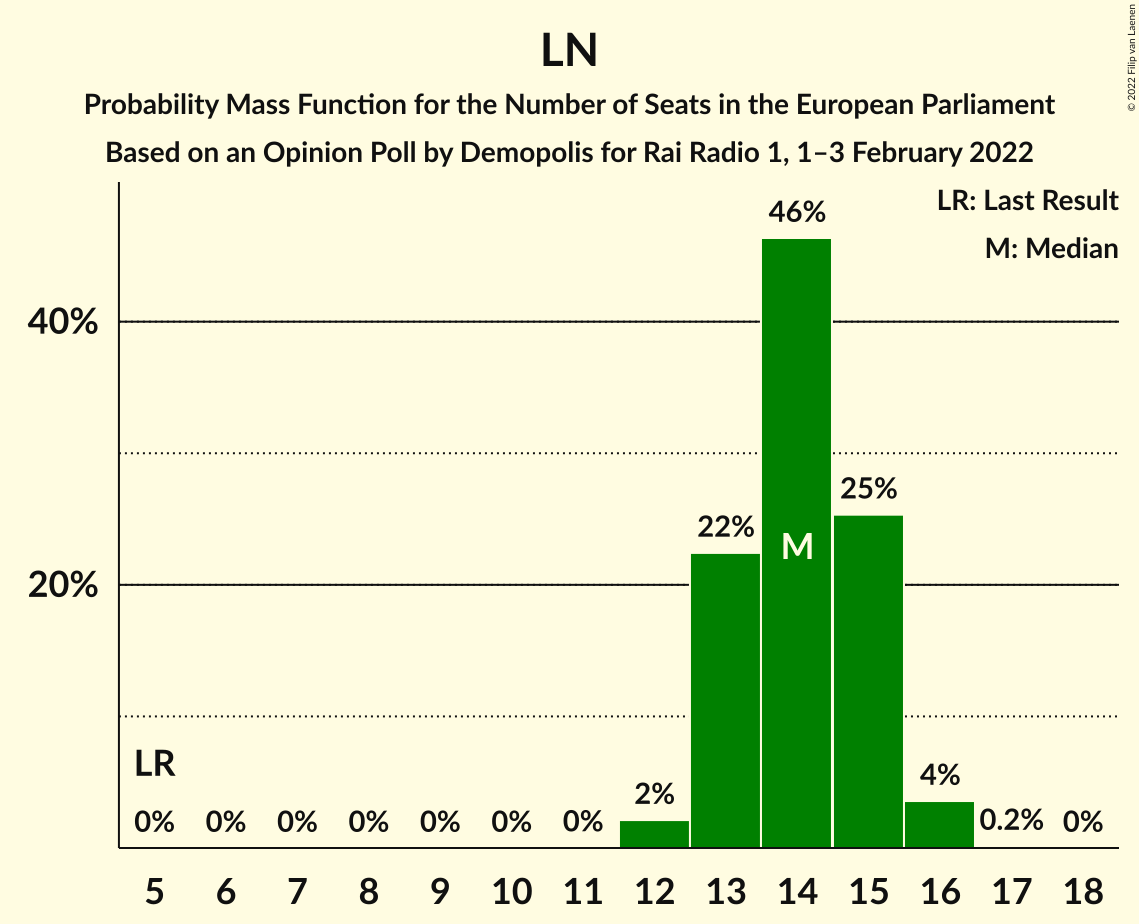 LN
Probability Mass Function for the Number of Seats in the European Parliament
Based on an Opinion Poll by Demopolis for Rai Radio 1, 1–3 February 2022
© 2022 Filip van Laenen
LR: Last Result
M: Median
46%
40%
25%
22%
M
20%
LR
4%
2%
0% 0% 0% 0% 0% 0% 0% 0.2% 0%
5 6 7 8 9 10 11 12 13 14 15 16 17 18